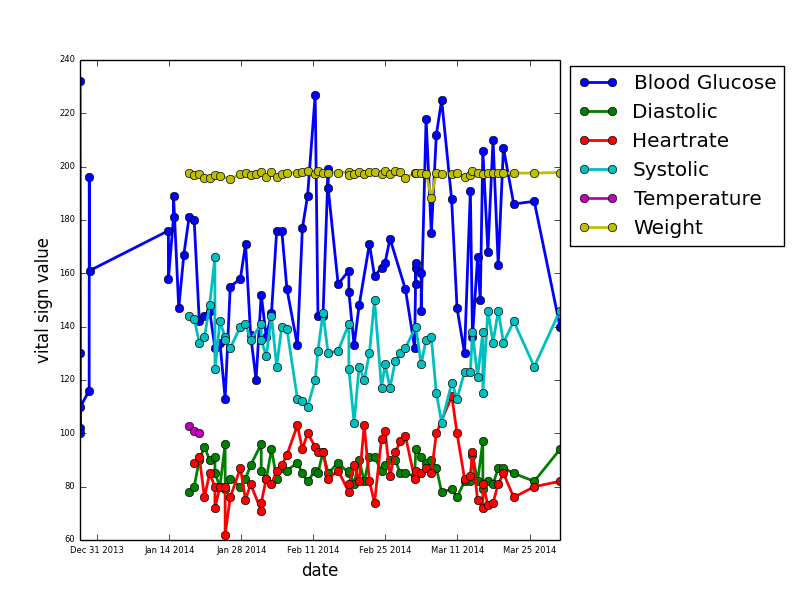 240
220
200
180
160
140
120
100
80
60
vital sign value
Dec 31 2013 Jan 14 2014 Jan 28 2014 Feb 11 2014 Feb 25 2014 Mar 11 2014 Mar 25 2014
date
Blood Glucose
Diastolic
Heartrate
Systolic
Temperature
Weight